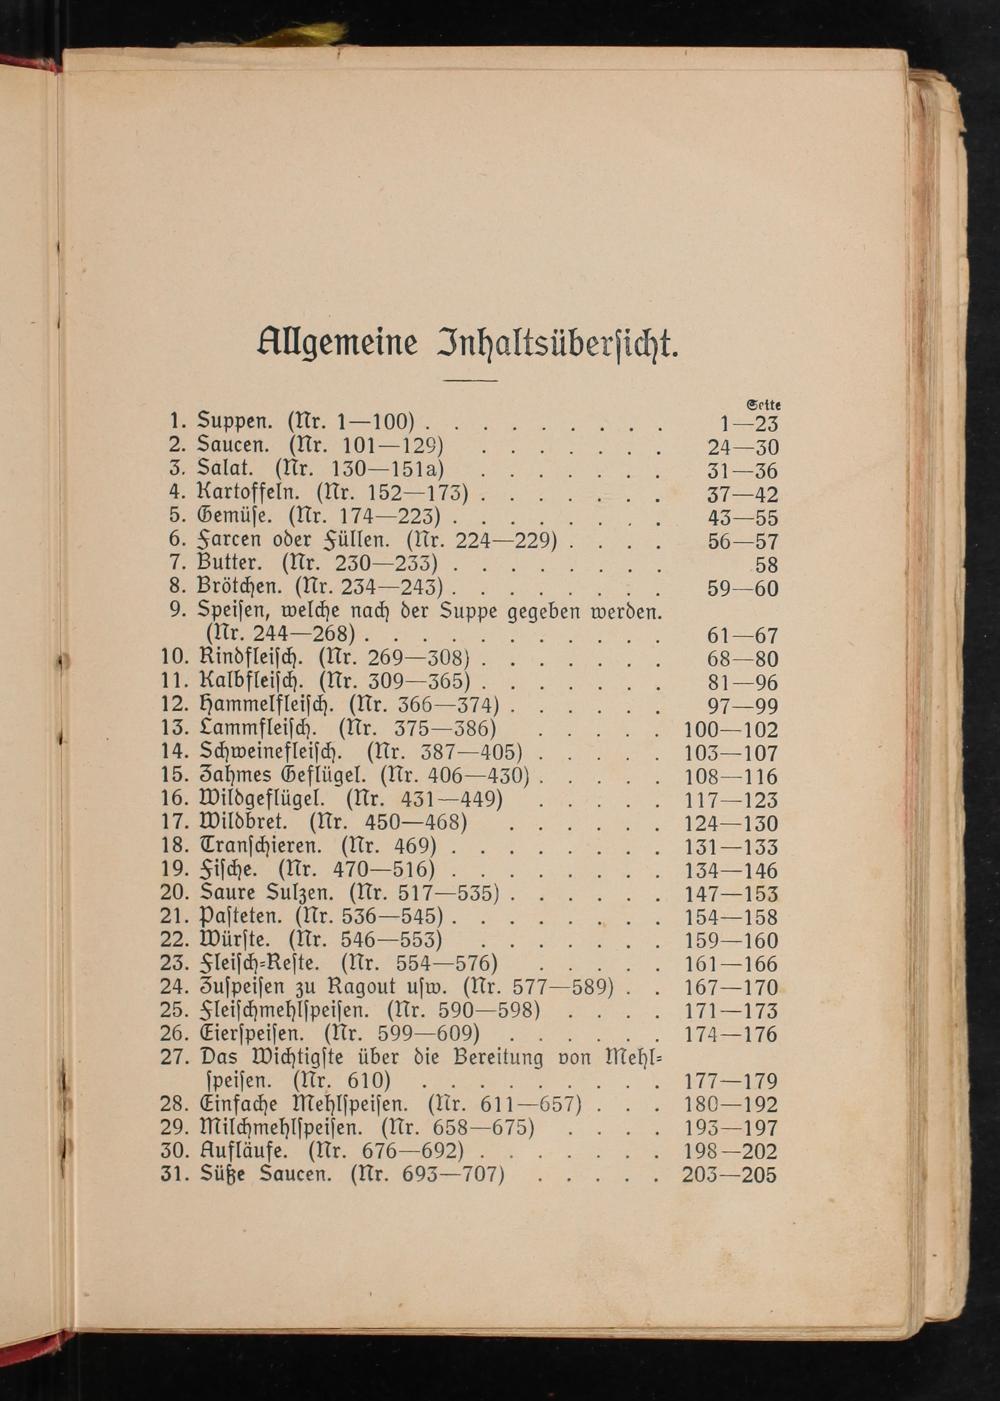 Allgemeine Inhaltsübersicht.
Seite
1. Suppen. (Nr. 1—100) . . . . . . . . . 1—23
2. Saucen. (Nr. 101—129) . . . . . . . 24—30
3. Salat. (Nr. 130—151a) . . . . . . . 31—36
4. Kartoffeln. (Nr. 152—173) . . . . . . . 37—42
5. Gemüse. (Nr. 174—223) . . . . . . . . 43—55
6. Farcen oder Füllen. (Nr. 224—229) . . . . 56—57
7. Butter. (Nr. 230—233) . . . . . . . . 58
8. Brötchen. (Nr. 234—243) . . . . . . . . 59—60
9. Speisen, welche nach der Suppe gegeben werden.
(Nr. 244—268) . . . . . . . . . . . 61—67
10. Rindfleisch. (Nr. 269—308) . . . . . . . 68—80
11. Kalbfleisch. (Nr. 309—365) . . . . . . . 81—96
12. Hammelfleisch. (Nr. 366—374) . . . . . . 97—99
13. Lammfleisch. (Nr. 375—386) . . . . . 100—102
14. Schweinefleisch. (Nr. 387—405) . . . . . 103—107
15. Zahmes Geflügel. (Nr. 406—430) . . . . . 108—116
16. Wildgeflügel. (Nr. 431—449) . . . . . 117—123
17. Wildbret. (Nr. 450—468) . . . . . . 124—130
18. Transchieren. (Nr. 469) . . . . . . . . 131—133
19. Fische. (Nr. 470—516) . . . . . . . . 134—146
20. Saure Sulzen. (Nr. 517—535) . . . . . . 147—153
21. Pasteten. (Nr. 536—545) . . . . . . . . 154—158
22. Würste. (Nr. 546—553) . . . . . . . 159—160
23. Fleisch-Reste. (Nr. 554—576) . . . . . 161—166
24. Zuspeisen zu Ragout usw. (Nr. 577—589) . . 167—170
25. Fleischmehlspeisen. (Nr. 590—598) . . . . 171—173
26. Eierspeisen. (Nr. 599—609) . . . . . . 174—176
27. Das Wichtigste über die Bereitung von Mehl-
speisen. (Nr. 610) . . . . . . . . . 177—179
28. Einfache Mehlspeisen. (Nr. 611—657) . . . 180—192
29. Milchmehlspeisen. (Nr. 658—675) . . . . 193—197
30. Aufläufe. (Nr. 676—692) . . . . . . . 198—202
31. Süße Saucen. (Nr. 693—707) . . . . . 203—205